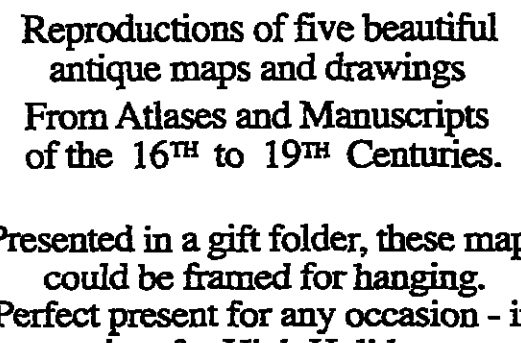 Reproductions of five beautiful
antique maps and drawings
From Atlases and Manuscripts
of the 16TH to 19TH Centuries.
Presented in a gift folder, these map
could be framed for hanging.
Perfect present for any occasion - i